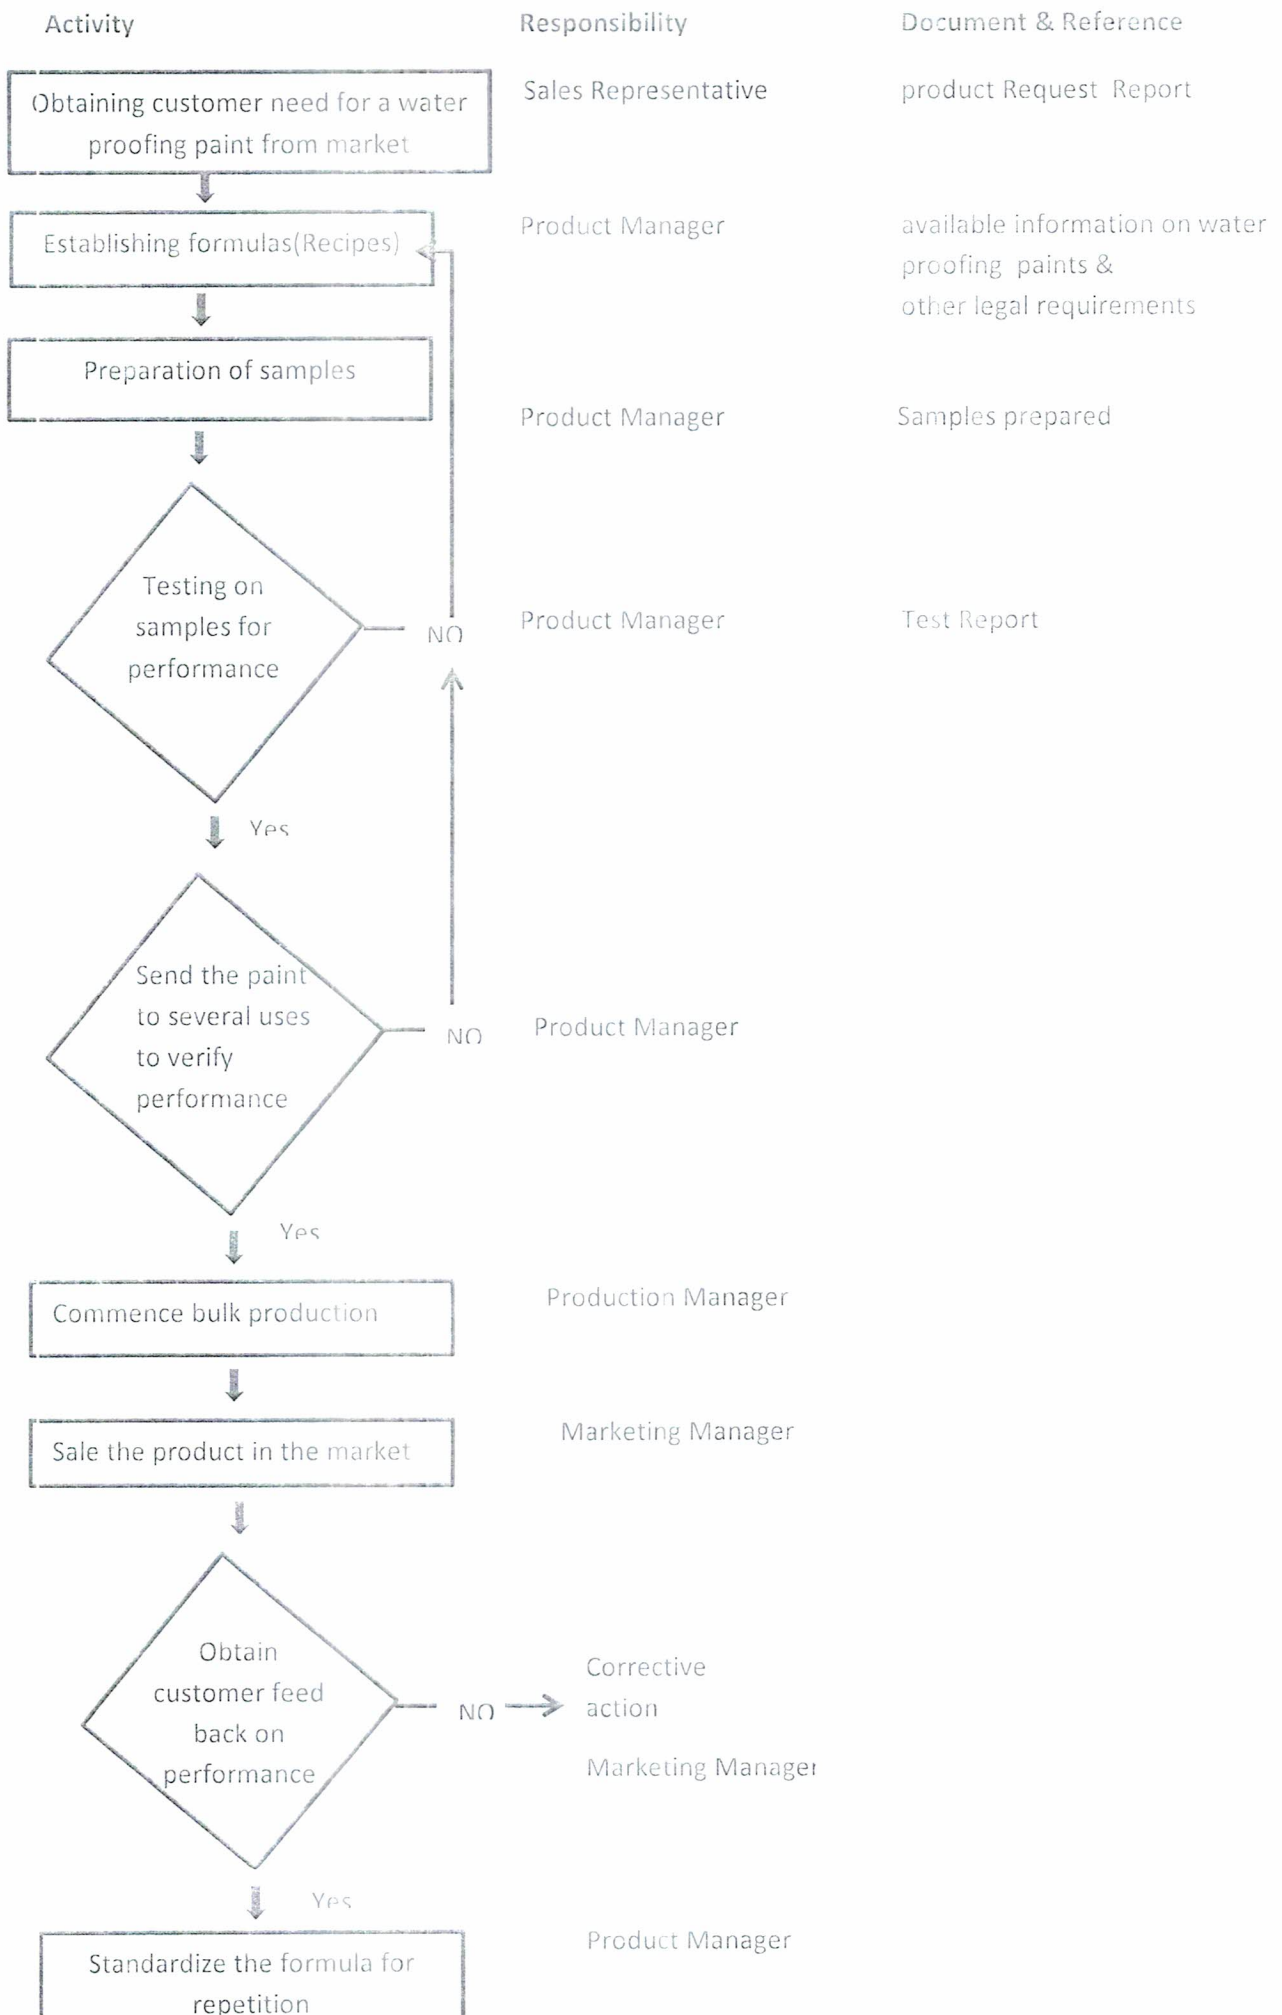 Activity Responsibility Document & Reference
Obtaining customer need for a water
proofing paint from market
Sales Representative
product Request Report
Establishing formulas(Recipes)
Product Manager
available information on water
proofing paints &
other legal requirements
Preparation of samples
Product Manager
Samples prepared
Testing on
samples for
performance
NO
Product Manager
Test Report
Yes
Send the paint
to several uses
to verify
performance
NO
Product Manager
Yes
Commence bulk production
Production Manager
Sale the product in the market
Marketing Manager
Obtain
customer feed
back on
performance
NO
Corrective
action
Marketing Manager
Yes
Standardize the formula for
repetition
Product Manager